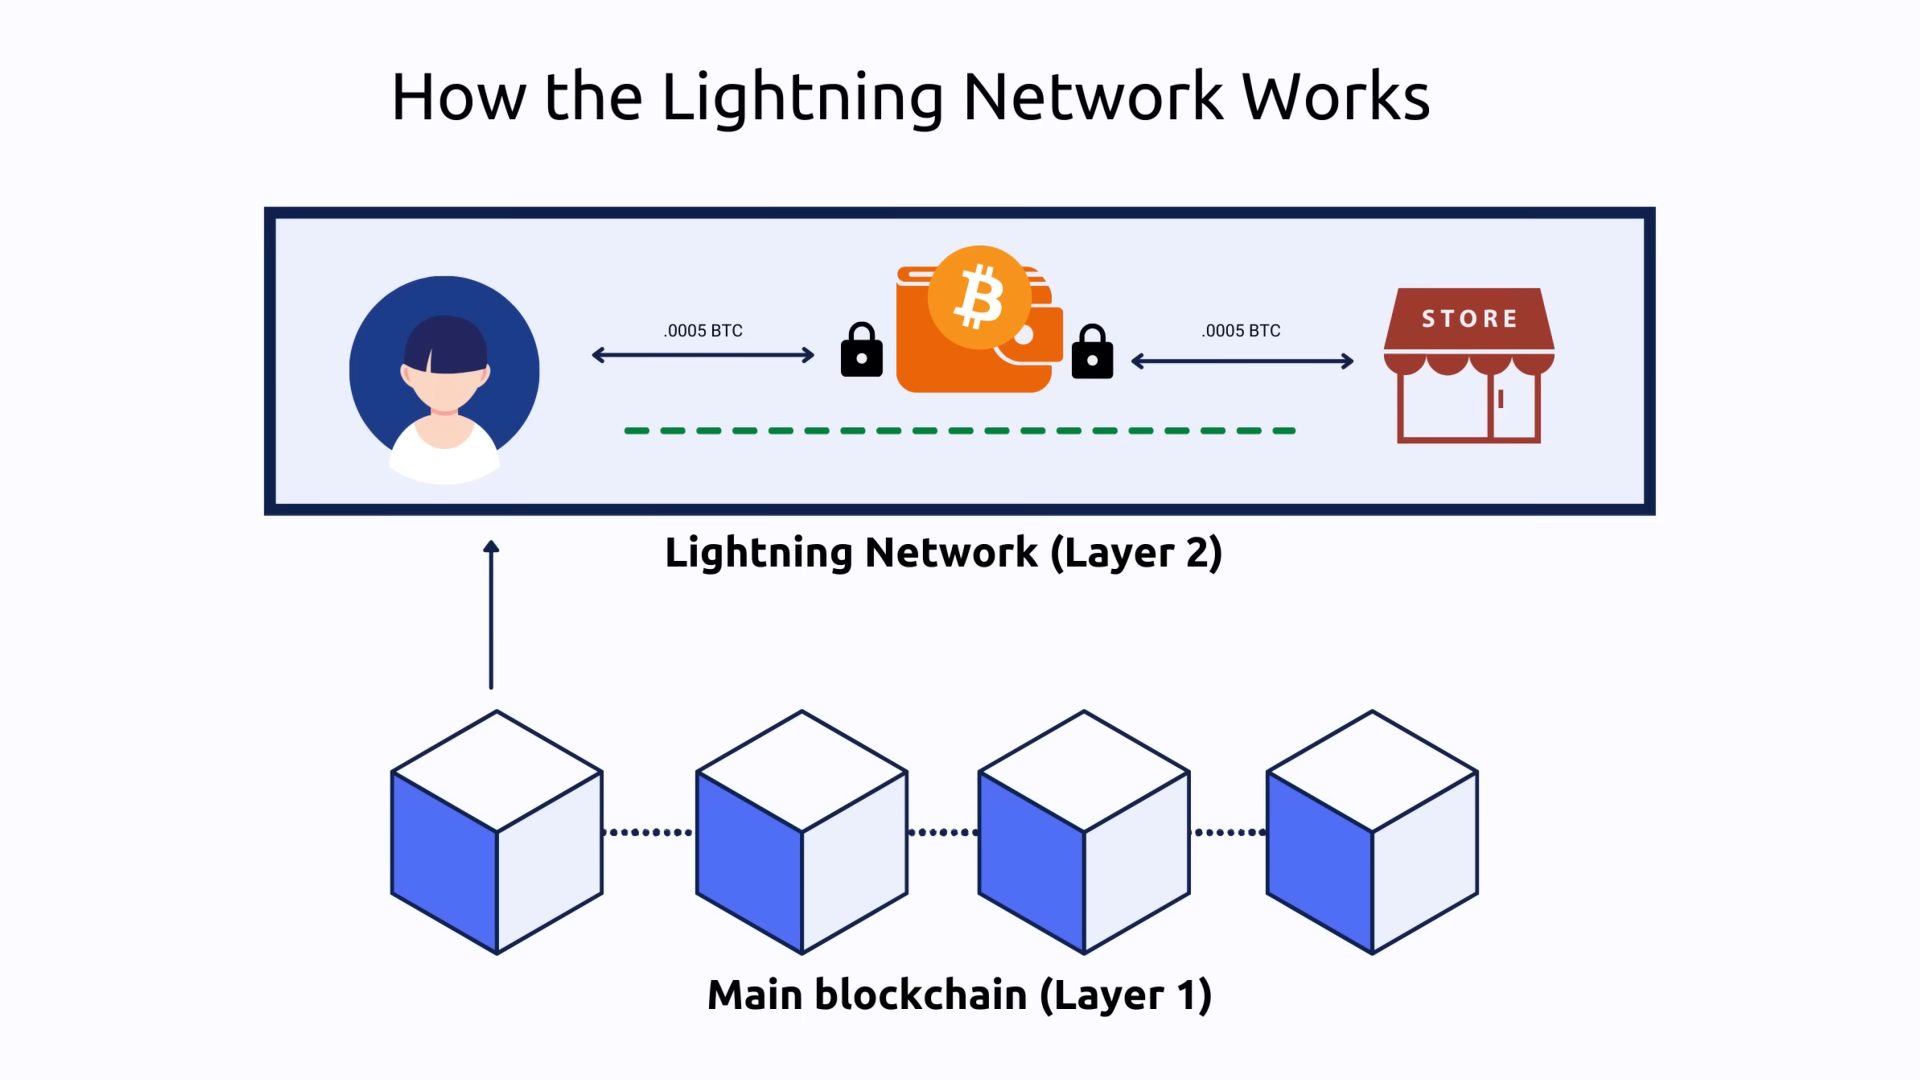 How the Lightning Network Works
.0005 BTC
.0005 BTC
STORE
Lightning Network (Layer 2)
Main blockchain (Layer 1)